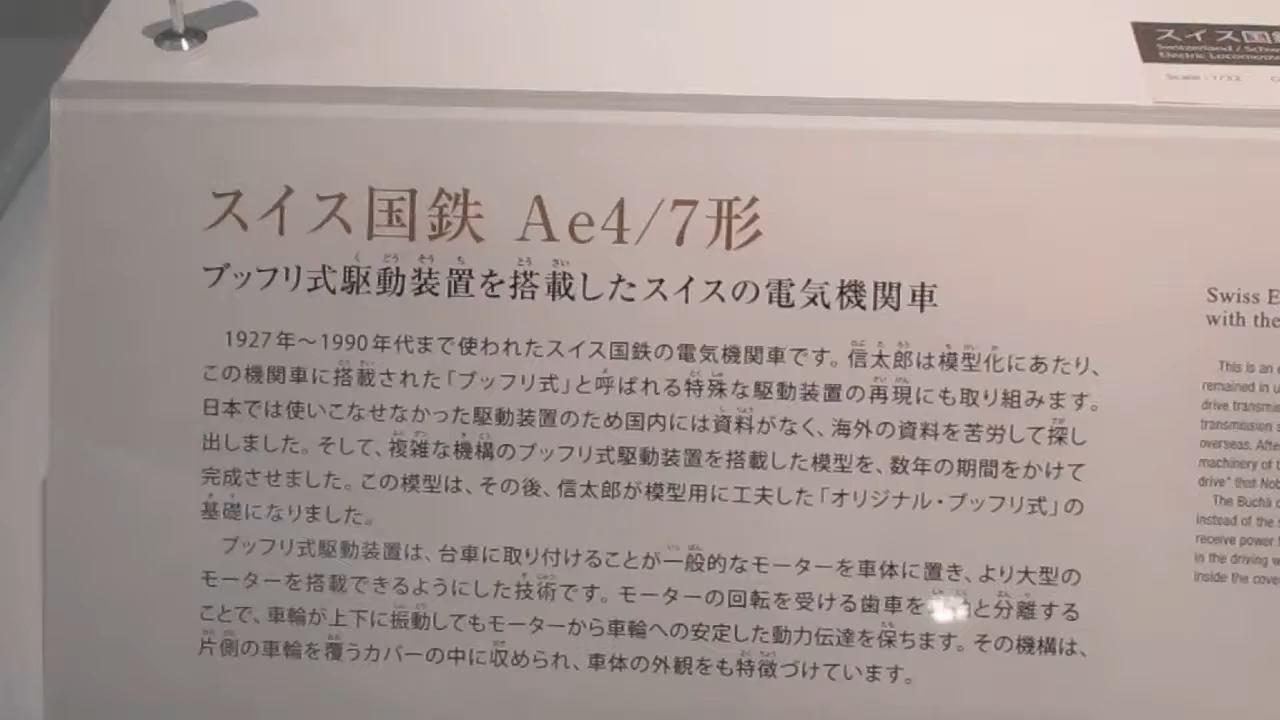 スイス国鉄
Switzerland / Schw
Electric Locomo
スイス国鉄 Ae4/7形
ブッフリ式駆動装置を搭載したスイスの電気機関車
1927年～1990年代まで使われたスイス国鉄の電気機関車です。信太郎は模型化にあたり、
この機関車に搭載された「ブッフリ式」と呼ばれる特殊な駆動装置の再現にも取り組みます。
日本では使いこなせなかった駆動装置のため国内には資料がなく、海外の資料を苦労して探し
出しました。そして、複雑な機構のブッフリ式駆動装置を搭載した模型を、数年の期間をかけて
完成させました。この模型は、その後、信太郎が模型用に工夫した「オリジナル・ブッフリ式」の
基礎になりました。
ブッフリ式駆動装置は、台車に取り付けることが一般的なモーターを車体に置き、より大型の
モーターを搭載できるようにした技術です。モーターの回転を受ける歯車を と分離する
ことで、車輪が上下に振動してもモーターから車輪への安定した動力伝達を保ちます。その機構は、
片側の車輪を覆うカバーの中に収められ、車体の外観をも特徴づけています。
Swiss E
with the
This is an e
remained in u
drive transmis
transmission s
overseas. Afte
machinery of t
drive" that Nob
The Buchli d
instead of the s
receive power f
in the driving w
inside the cove